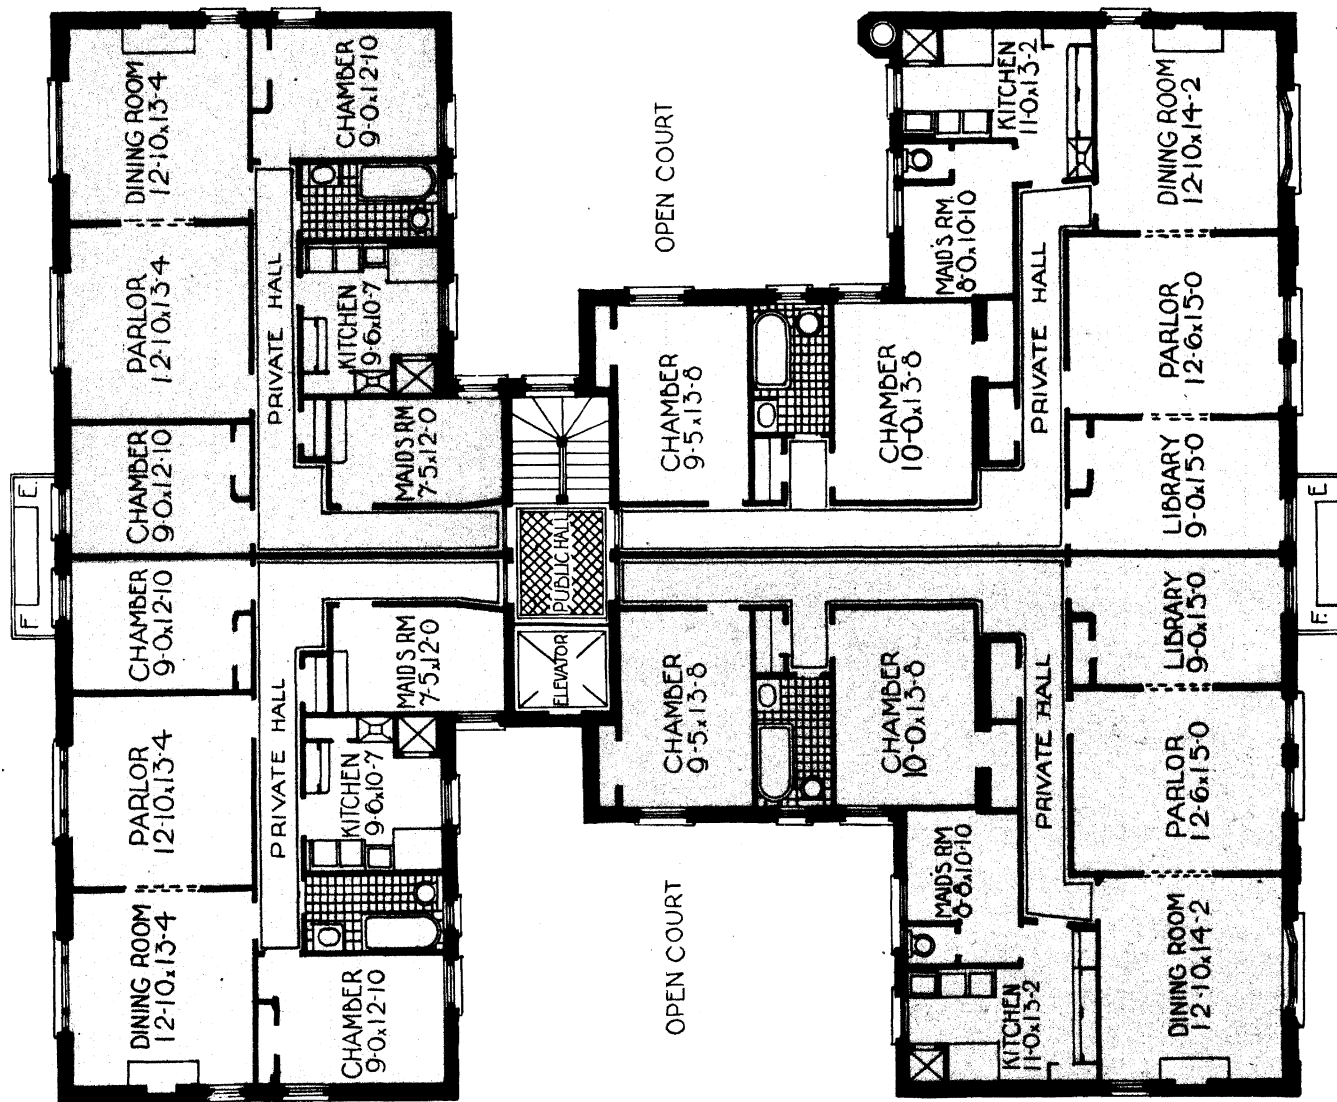 DINING ROOM
12-10x13-4
CHAMBER
9-0x12-10
PARLOR
12-10x13-4
PRIVATE HALL
KITCHEN
9-6x10-7
MAID'S RM
7-5x12-0
CHAMBER
9-0x12-10
OPEN COURT
KITCHEN
11-0x13-2
DINING ROOM
12-10x14-2
MAID'S RM.
8-0x10-10
PRIVATE HALL
PARLOR
12-6x15-0
CHAMBER
9-5x13-8
CHAMBER
10-0x13-8
LIBRARY
9-0x15-0
F. E.
PUBLIC HALL
ELEVATOR
F. E.
CHAMBER
9-0x12-10
MAID'S RM
7-5x12-0
PRIVATE HALL
PARLOR
12-10x13-4
KITCHEN
9-6x10-7
DINING ROOM
12-10x13-4
CHAMBER
9-0x12-10
CHAMBER
9-5x13-8
CHAMBER
10-0x13-8
LIBRARY
9-0x15-0
PRIVATE HALL
PARLOR
12-6x15-0
OPEN COURT
MAID'S RM
8-8x10-10
KITCHEN
11-0x13-2
DINING ROOM
12-10x14-2